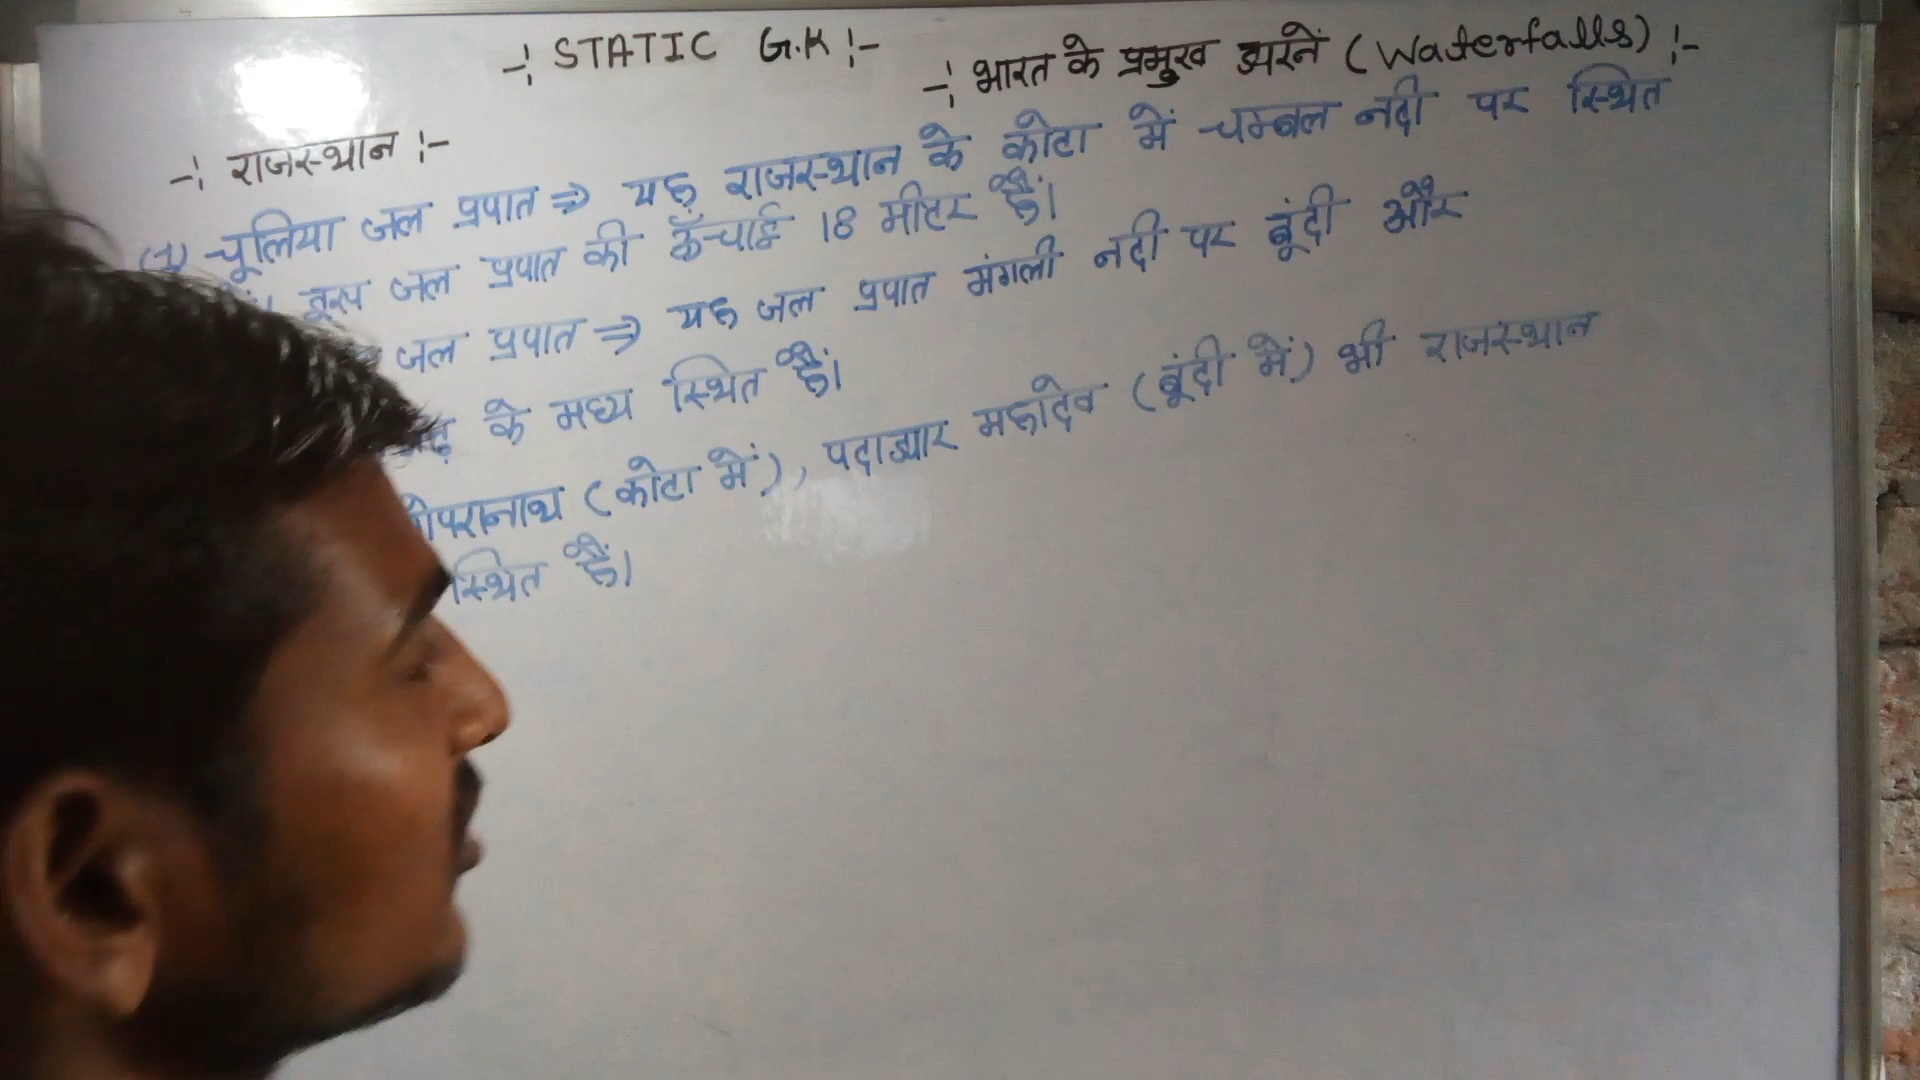 -: STATIC G.K :-
-: भारत के प्रमुख झरनें (Waterfalls) :-
-: राजस्थान :-
(1) चूलिया जल प्रपात ⇒ यह राजस्थान के कोटा में चम्बल नदी पर स्थित
इस जल प्रपात की ऊँचाई 18 मीटर हैं।
जल प्रपात ⇒ यह जल प्रपात मंगली नदी पर बूंदी और
के मध्य स्थित हैं।
(कोटा में), पदाझार महादेव (बूंदी में) भी राजस्थान
स्थित हैं।